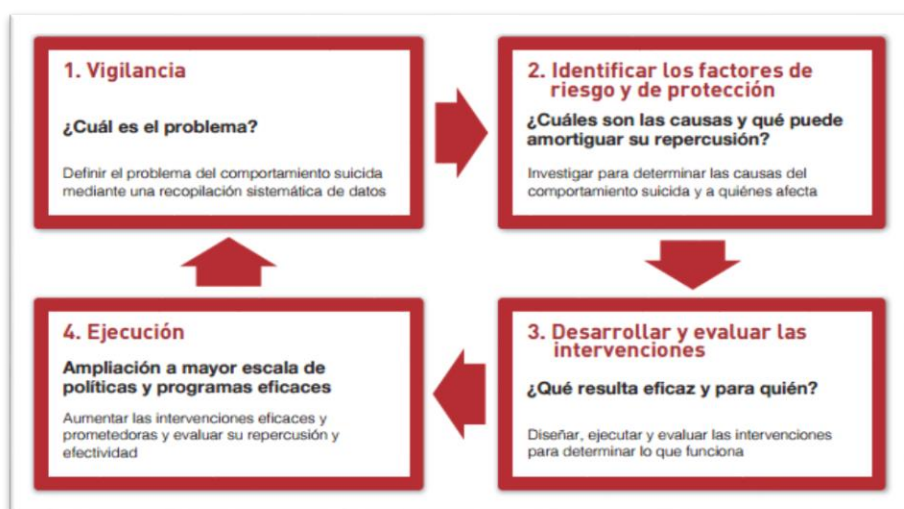 1. Vigilancia
¿Cuál es el problema?
Definir el problema del comportamiento suicida
mediante una recopilación sistemática de datos
2. Identificar los factores de
riesgo y de protección
¿Cuáles son las causas y qué puede
amortiguar su repercusión?
Investigar para determinar las causas del
comportamiento suicida y a quiénes afecta
3. Desarrollar y evaluar las
intervenciones
¿Qué resulta eficaz y para quién?
Diseñar, ejecutar y evaluar las intervenciones
para determinar lo que funciona
4. Ejecución
Ampliación a mayor escala de
políticas y programas eficaces
Aumentar las intervenciones eficaces y
prometedoras y evaluar su repercusión y
efectividad